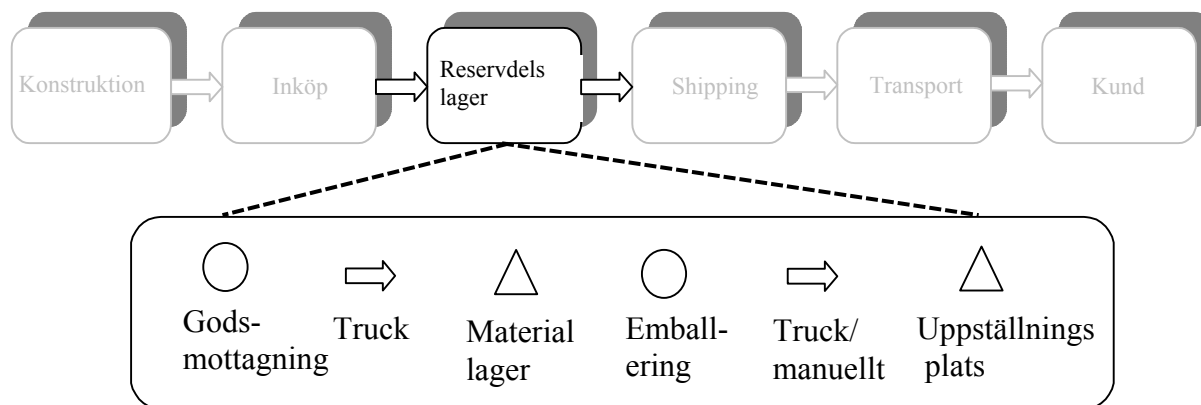 Konstruktion
Inköp
Reservdels
lager
Shipping
Transport
Kund
Gods-
mottagning
Truck
Material
lager
Emball-
ering
Truck/
manuellt
Uppställnings
plats